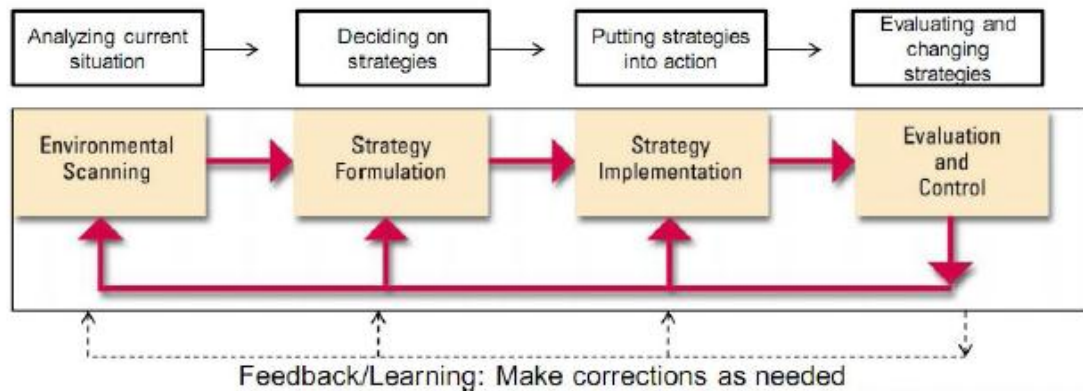 Analyzing current
situation
Deciding on
strategies
Putting strategies
into action
Evaluating and
changing
strategies
Environmental
Scanning
Strategy
Formulation
Strategy
Implementation
Evaluation
and
Control
Feedback/Learning: Make corrections as needed